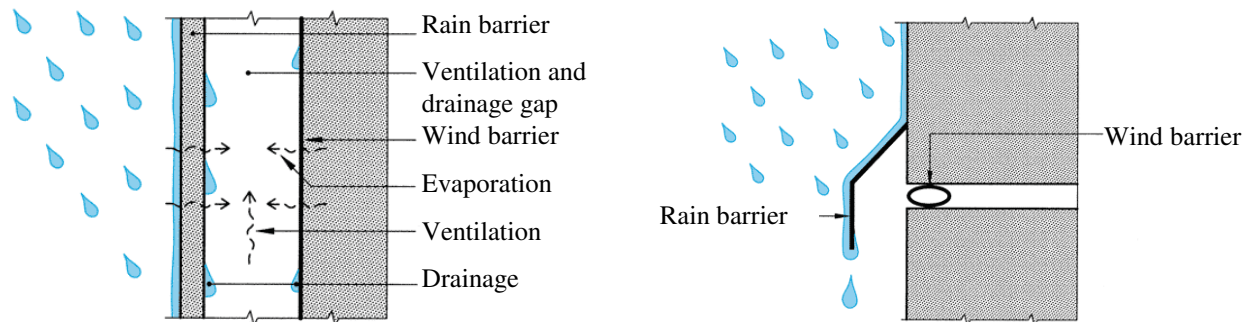 Rain barrier
Ventilation and
drainage gap
Wind barrier
Evaporation
Ventilation
Drainage
Wind barrier
Rain barrier